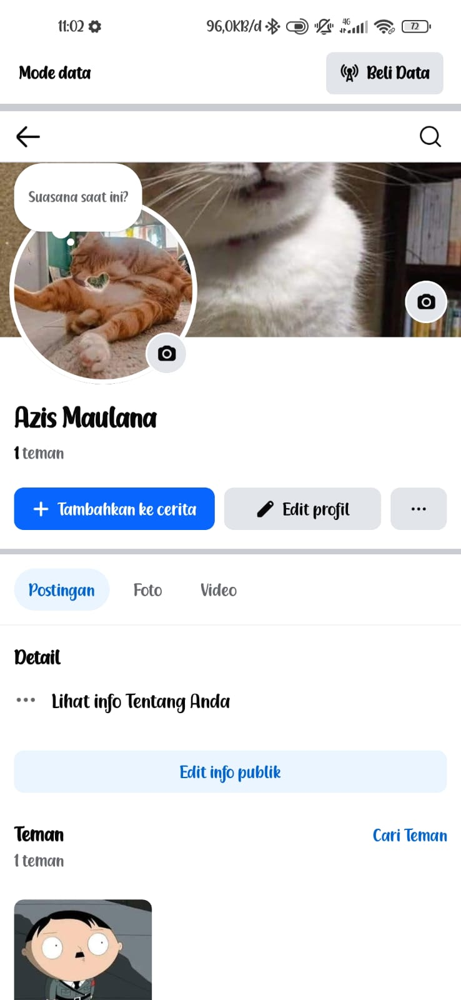 11:02 96,0KB/d 4G 72
Mode data Beli Data
Suasana saat ini?
Azis Maulana
1 teman
Tambahkan ke cerita Edit profil
Postingan Foto Video
Detail
Lihat info Tentang Anda
Edit info publik
Teman Cari Teman
1 teman